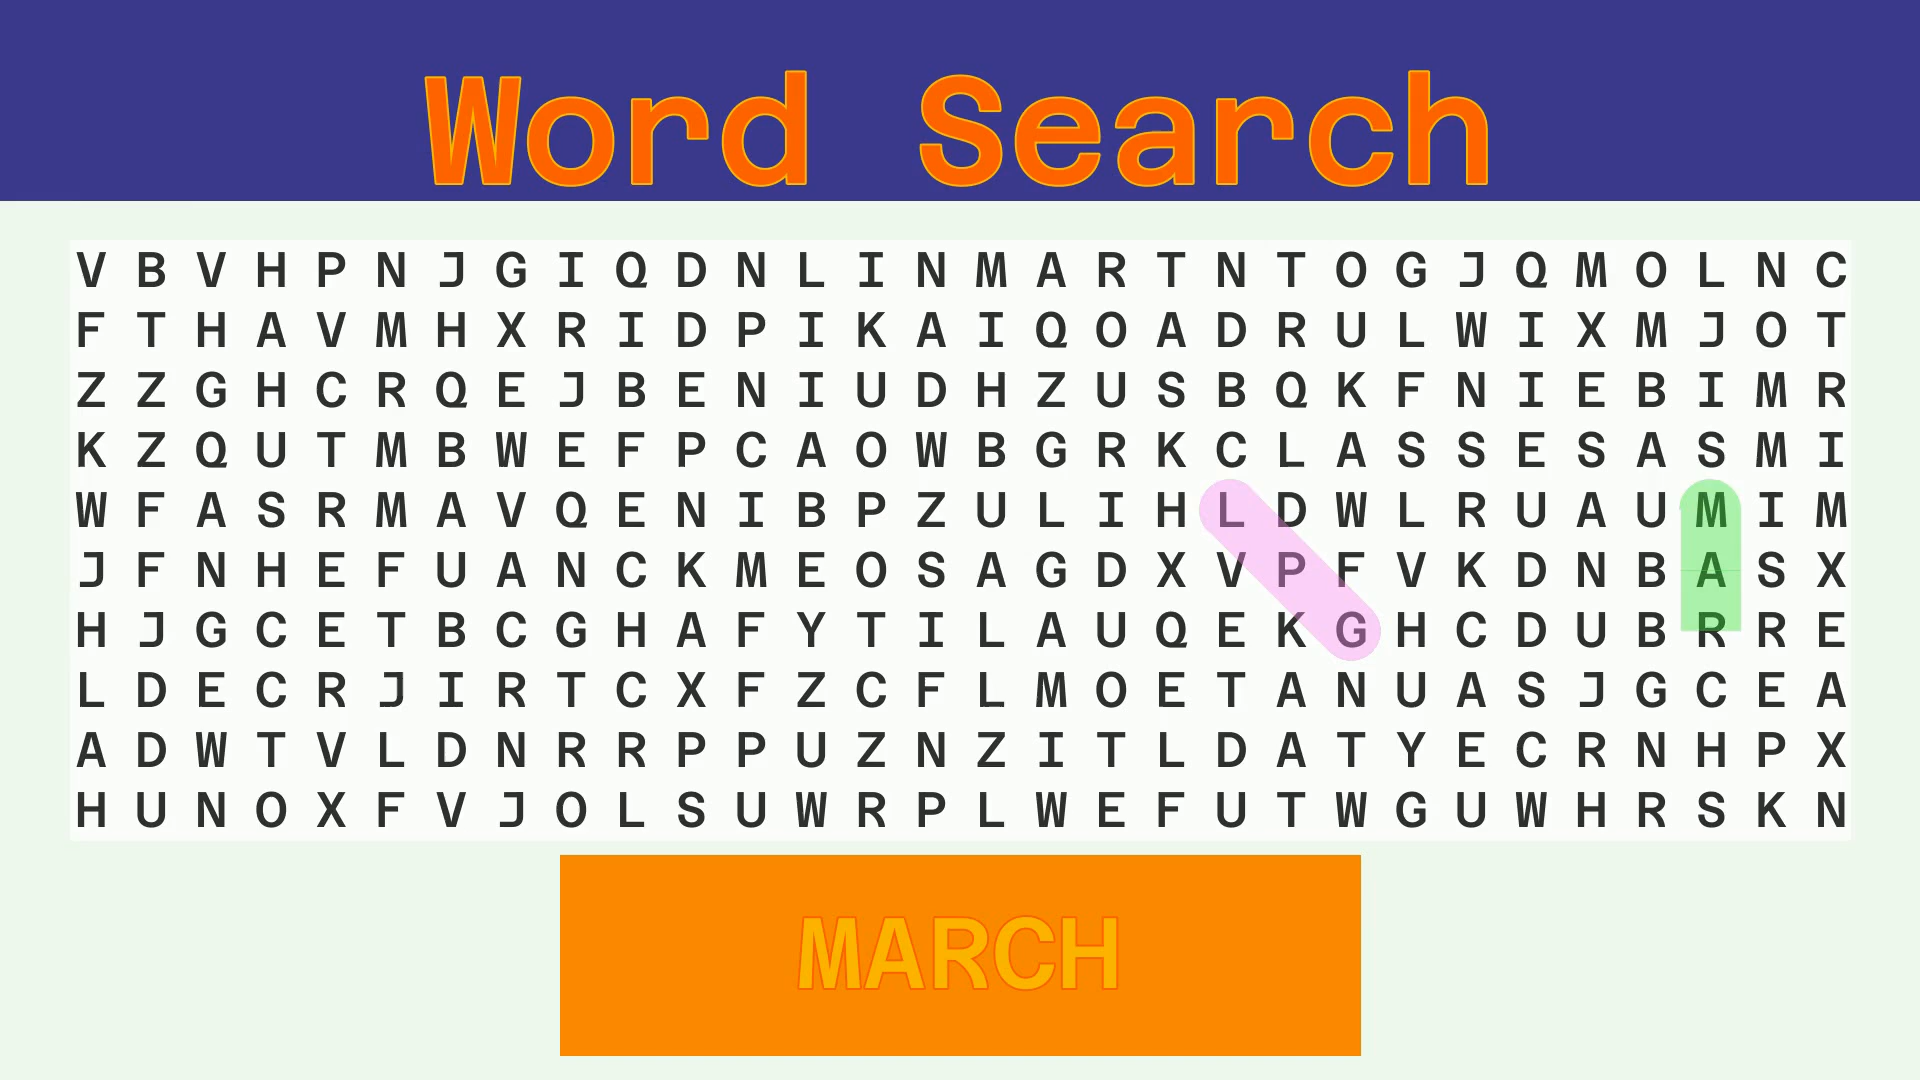 Word Search
V B V H P N J G I Q D N L I N M A R T N T O G J Q M O L N C
F T H A V M H X R I D P I K A I Q O A D R U L W I X M J O T
Z Z G H C R Q E J B E N I U D H Z U S B Q K F N I E B I M R
K Z Q U T M B W E F P C A O W B G R K C L A S S E S A S M I
W F A S R M A V Q E N I B P Z U L I H L D W L R U A U M I M
J F N H E F U A N C K M E O S A G D X V P F V K D N B A S X
H J G C E T B C G H A F Y T I L A U Q E K G H C D U B R R E
L D E C R J I R T C X F Z C F L M O E T A N U A S J G C E A
A D W T V L D N R R P P U Z N Z I T L D A T Y E C R N H P X
H U N O X F V J O L S U W R P L W E F U T W G U W H R S K N
MARCH